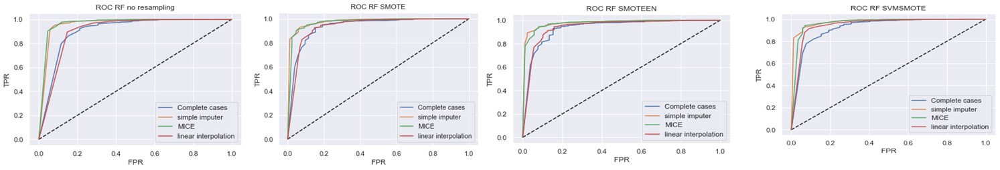 ROC RF no resampling
TPR
1.0
0.8
0.6
0.4
0.2
0.0
Complete cases
simple imputer
MICE
linear interpolation
0.0 0.2 0.4 0.6 0.8 1.0
FPR
ROC RF SMOTE
TPR
1.0
0.8
0.6
0.4
0.2
0.0
Complete cases
simple imputer
MICE
linear interpolation
0.0 0.2 0.4 0.6 0.8 1.0
FPR
ROC RF SMOTEEN
TPR
1.0
0.8
0.6
0.4
0.2
0.0
Complete cases
simple imputer
MICE
linear interpolation
0.0 0.2 0.4 0.6 0.8 1.0
FPR
ROC RF SVMSMOTE
TPR
1.0
0.8
0.6
0.4
0.2
0.0
Complete cases
simple imputer
MICE
linear interpolation
0.0 0.2 0.4 0.6 0.8 1.0
FPR